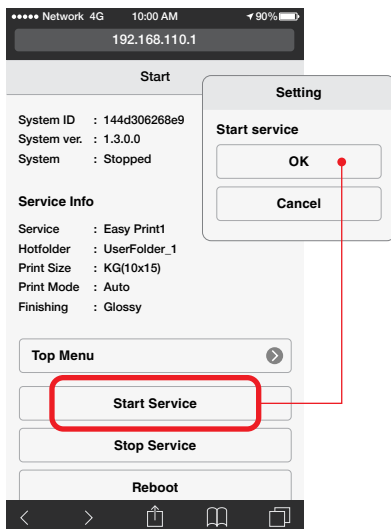 Network 4G 10:00 AM 90%
192.168.110.1
Start
System ID : 144d306268e9
System ver. : 1.3.0.0
System : Stopped
Service Info
Service : Easy Print1
Hotfolder : UserFolder_1
Print Size : KG(10x15)
Print Mode : Auto
Finishing : Glossy
Top Menu
Start Service
Stop Service
Reboot
Setting
Start service
OK
Cancel